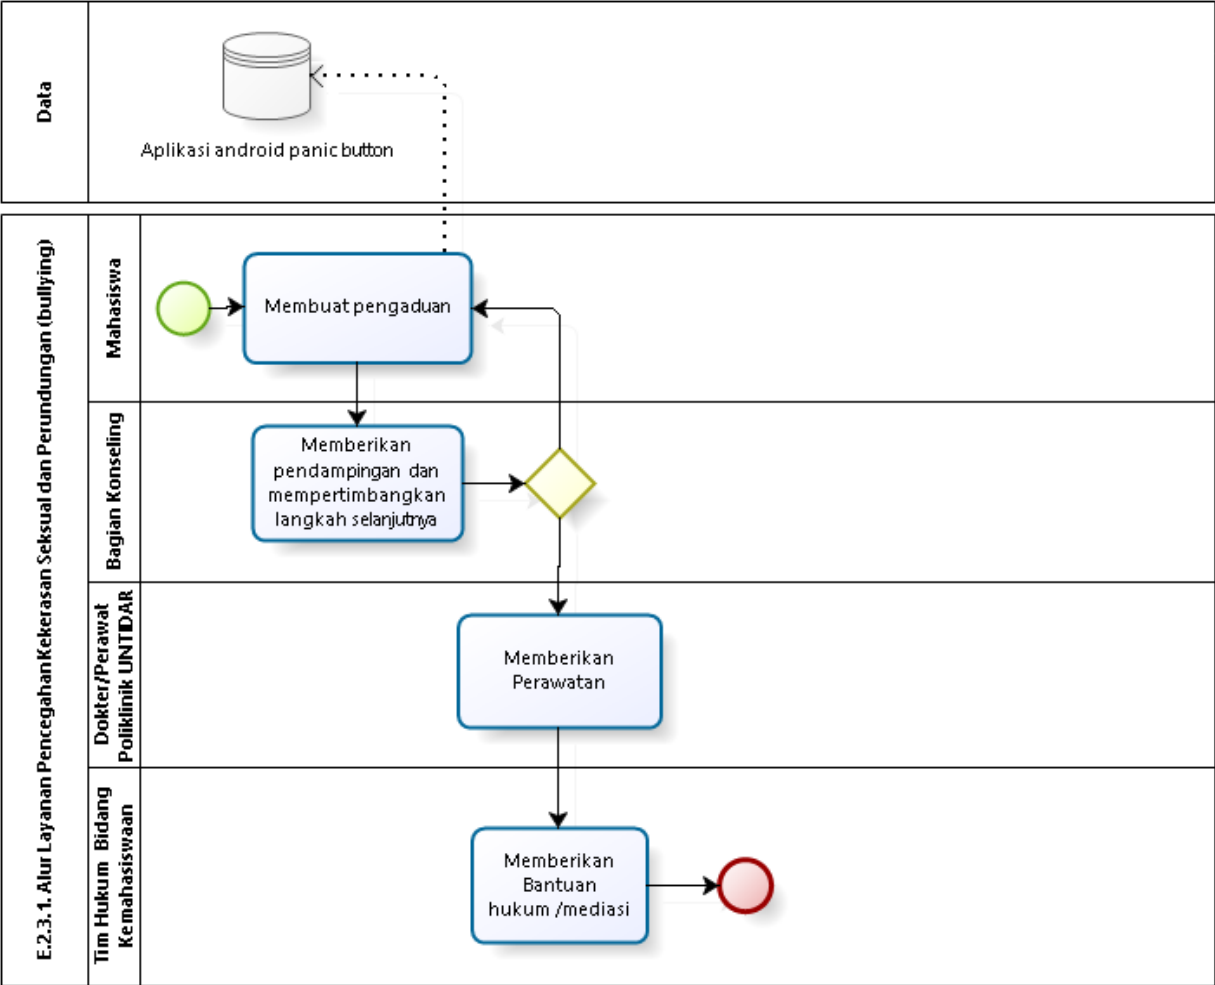 Data
Aplikasi android panic button
E.2.3.1. Alur Layanan Pencegahan Kekerasan Seksual dan Perundungan (bullying)
Mahasiswa
Membuat pengaduan
Bagian Konseling
Memberikan
pendampingan dan
mempertimbangkan
langkah selanjutnya
Dokter/Perawat
Poliklinik UNTIDAR
Memberikan
Perawatan
Tim Hukum Bidang
Kemahasiswaan
Memberikan
Bantuan
hukum /mediasi